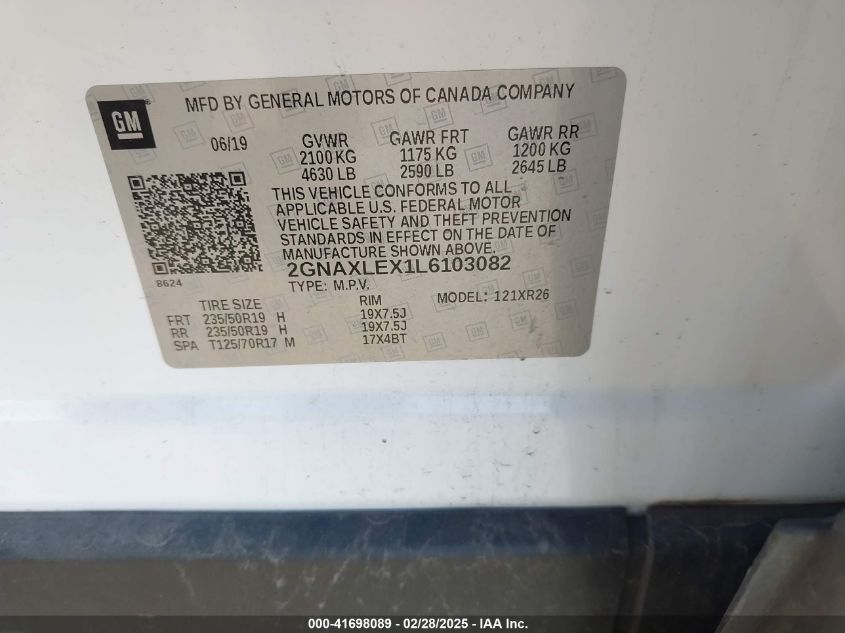 GM
MFD BY GENERAL MOTORS OF CANADA COMPANY
06/19 GVWR GAWR FRT GAWR RR
2100 KG 1175 KG 1200 KG
4630 LB 2590 LB 2645 LB
THIS VEHICLE CONFORMS TO ALL
APPLICABLE U.S. FEDERAL MOTOR
VEHICLE SAFETY AND THEFT PREVENTION
STANDARDS IN EFFECT ON THE DATE OF
MANUFACTURE SHOWN ABOVE.
2GNAXLEX1L6103082
8624
TYPE: M.P.V.
TIRE SIZE RIM MODEL: 121XR26
FRT 235/50R19 H 19X7.5J
RR 235/50R19 H 19X7.5J
SPA T125/70R17 M 17X4BT
000-41698089 - 02/28/2025 - IAA Inc.